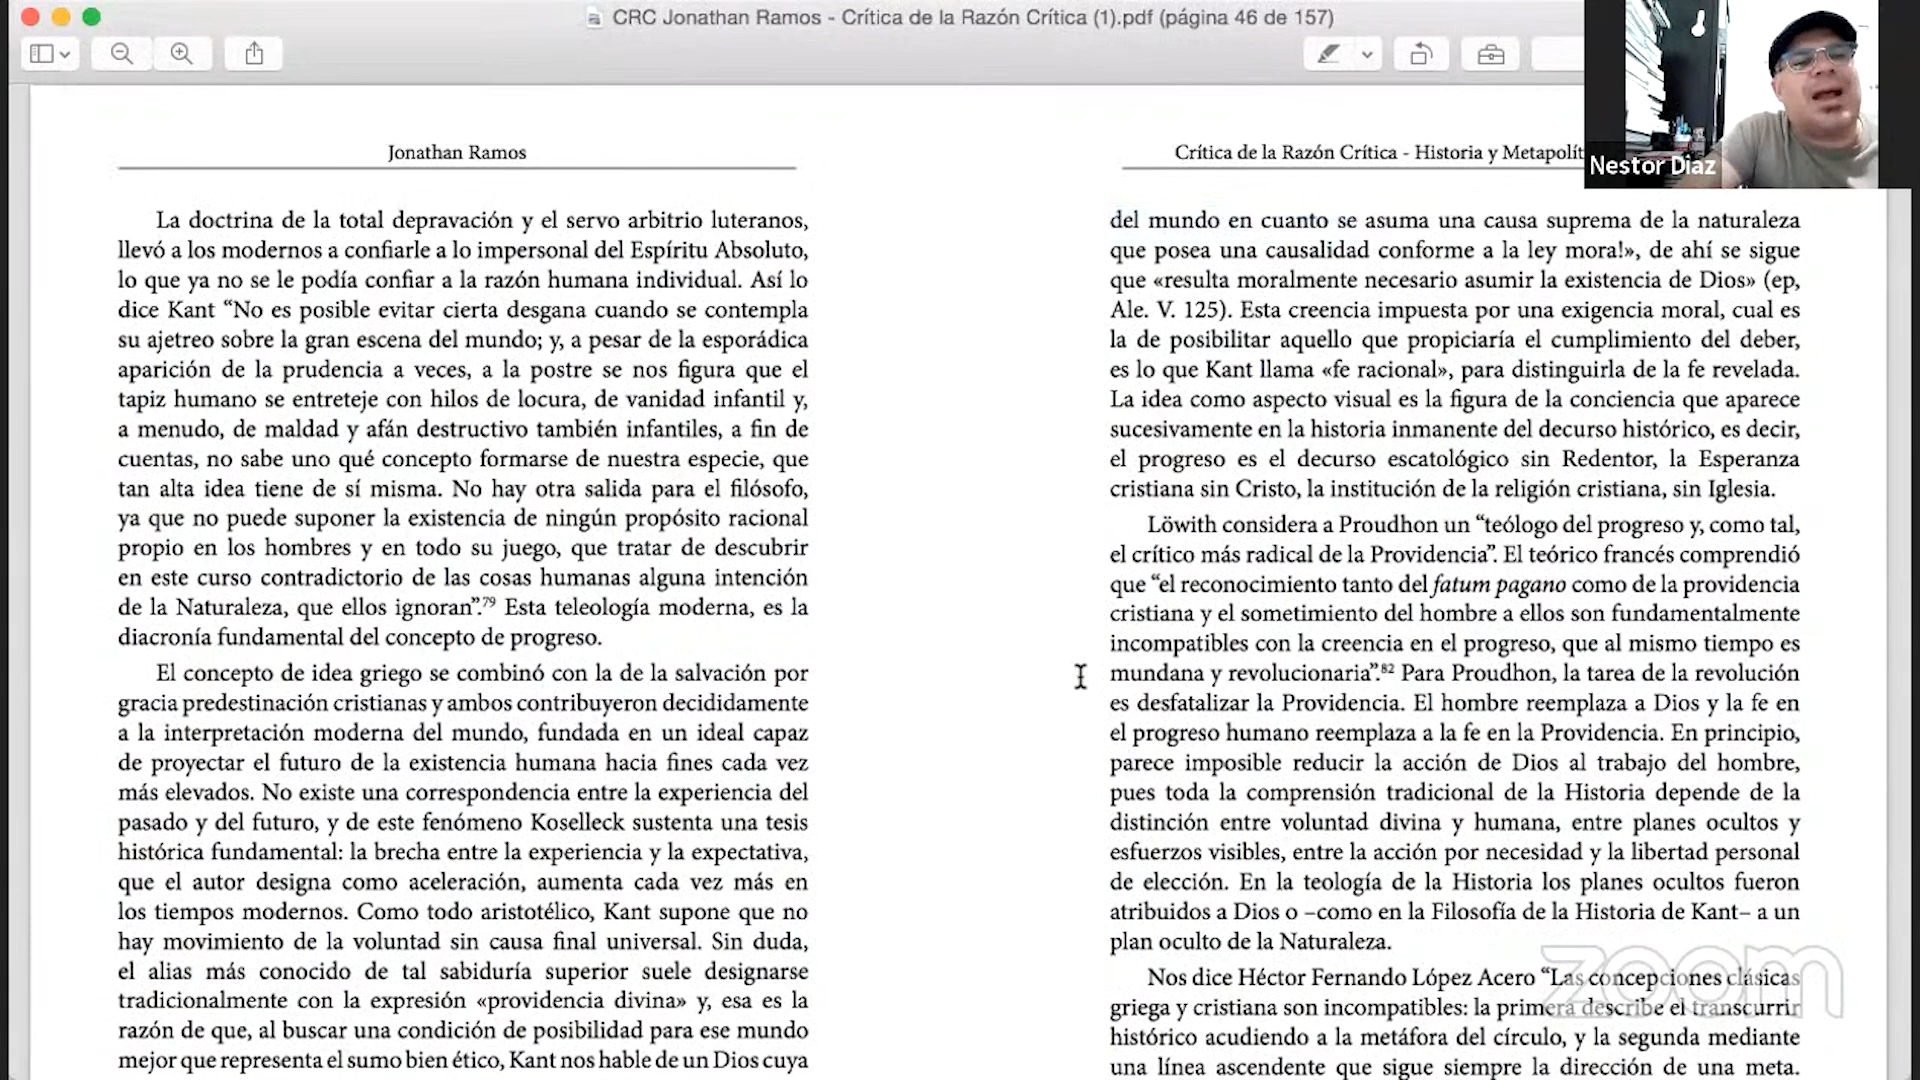 CRC Jonathan Ramos - Crítica de la Razón Crítica (1).pdf (página 46 de 157)
Nestor Diaz
Jonathan Ramos
La doctrina de la total depravación y el servo arbitrio luteranos,
llevó a los modernos a confiarle a lo impersonal del Espíritu Absoluto,
lo que ya no se le podía confiar a la razón humana individual. Así lo
dice Kant “No es posible evitar cierta desgana cuando se contempla
su ajetreo sobre la gran escena del mundo; y, a pesar de la esporádica
aparición de la prudencia a veces, a la postre se nos figura que el
tapiz humano se entreteje con hilos de locura, de vanidad infantil y,
a menudo, de maldad y afán destructivo también infantiles, a fin de
cuentas, no sabe uno qué concepto formarse de nuestra especie, que
tan alta idea tiene de sí misma. No hay otra salida para el filósofo,
ya que no puede suponer la existencia de ningún propósito racional
propio en los hombres y en todo su juego, que tratar de descubrir
en este curso contradictorio de las cosas humanas alguna intención
de la Naturaleza, que ellos ignoran”.79 Esta teleología moderna, es la
diacronía fundamental del concepto de progreso.
El concepto de idea griego se combinó con la de la salvación por
gracia predestinación cristianas y ambos contribuyeron decididamente
a la interpretación moderna del mundo, fundada en un ideal capaz
de proyectar el futuro de la existencia humana hacia fines cada vez
más elevados. No existe una correspondencia entre la experiencia del
pasado y del futuro, y de este fenómeno Koselleck sustenta una tesis
histórica fundamental: la brecha entre la experiencia y la expectativa,
que el autor designa como aceleración, aumenta cada vez más en
los tiempos modernos. Como todo aristotélico, Kant supone que no
hay movimiento de la voluntad sin causa final universal. Sin duda,
el alias más conocido de tal sabiduría superior suele designarse
tradicionalmente con la expresión «providencia divina» y, esa es la
razón de que, al buscar una condición de posibilidad para ese mundo
mejor que representa el sumo bien ético, Kant nos hable de un Dios cuya
Crítica de la Razón Crítica - Historia y Metapolít
del mundo en cuanto se asuma una causa suprema de la naturaleza
que posea una causalidad conforme a la ley mora!», de ahí se sigue
que «resulta moralmente necesario asumir la existencia de Dios» (ep,
Ale. V. 125). Esta creencia impuesta por una exigencia moral, cual es
la de posibilitar aquello que propiciaría el cumplimiento del deber,
es lo que Kant llama «fe racional», para distinguirla de la fe revelada.
La idea como aspecto visual es la figura de la conciencia que aparece
sucesivamente en la historia inmanente del decurso histórico, es decir,
el progreso es el decurso escatológico sin Redentor, la Esperanza
cristiana sin Cristo, la institución de la religión cristiana, sin Iglesia.
Löwith considera a Proudhon un “teólogo del progreso y, como tal,
el crítico más radical de la Providencia”. El teórico francés comprendió
que “el reconocimiento tanto del fatum pagano como de la providencia
cristiana y el sometimiento del hombre a ellos son fundamentalmente
incompatibles con la creencia en el progreso, que al mismo tiempo es
mundana y revolucionaria”.82 Para Proudhon, la tarea de la revolución
es desfatalizar la Providencia. El hombre reemplaza a Dios y la fe en
el progreso humano reemplaza a la fe en la Providencia. En principio,
parece imposible reducir la acción de Dios al trabajo del hombre,
pues toda la comprensión tradicional de la Historia depende de la
distinción entre voluntad divina y humana, entre planes ocultos y
esfuerzos visibles, entre la acción por necesidad y la libertad personal
de elección. En la teología de la Historia los planes ocultos fueron
atribuidos a Dios o –como en la Filosofía de la Historia de Kant– a un
plan oculto de la Naturaleza.
Nos dice Héctor Fernando López Acero “Las concepciones clásicas
griega y cristiana son incompatibles: la primera describe el transcurrir
histórico acudiendo a la metáfora del círculo, y la segunda mediante
una línea ascendente que sigue siempre la dirección de una meta.
zoom